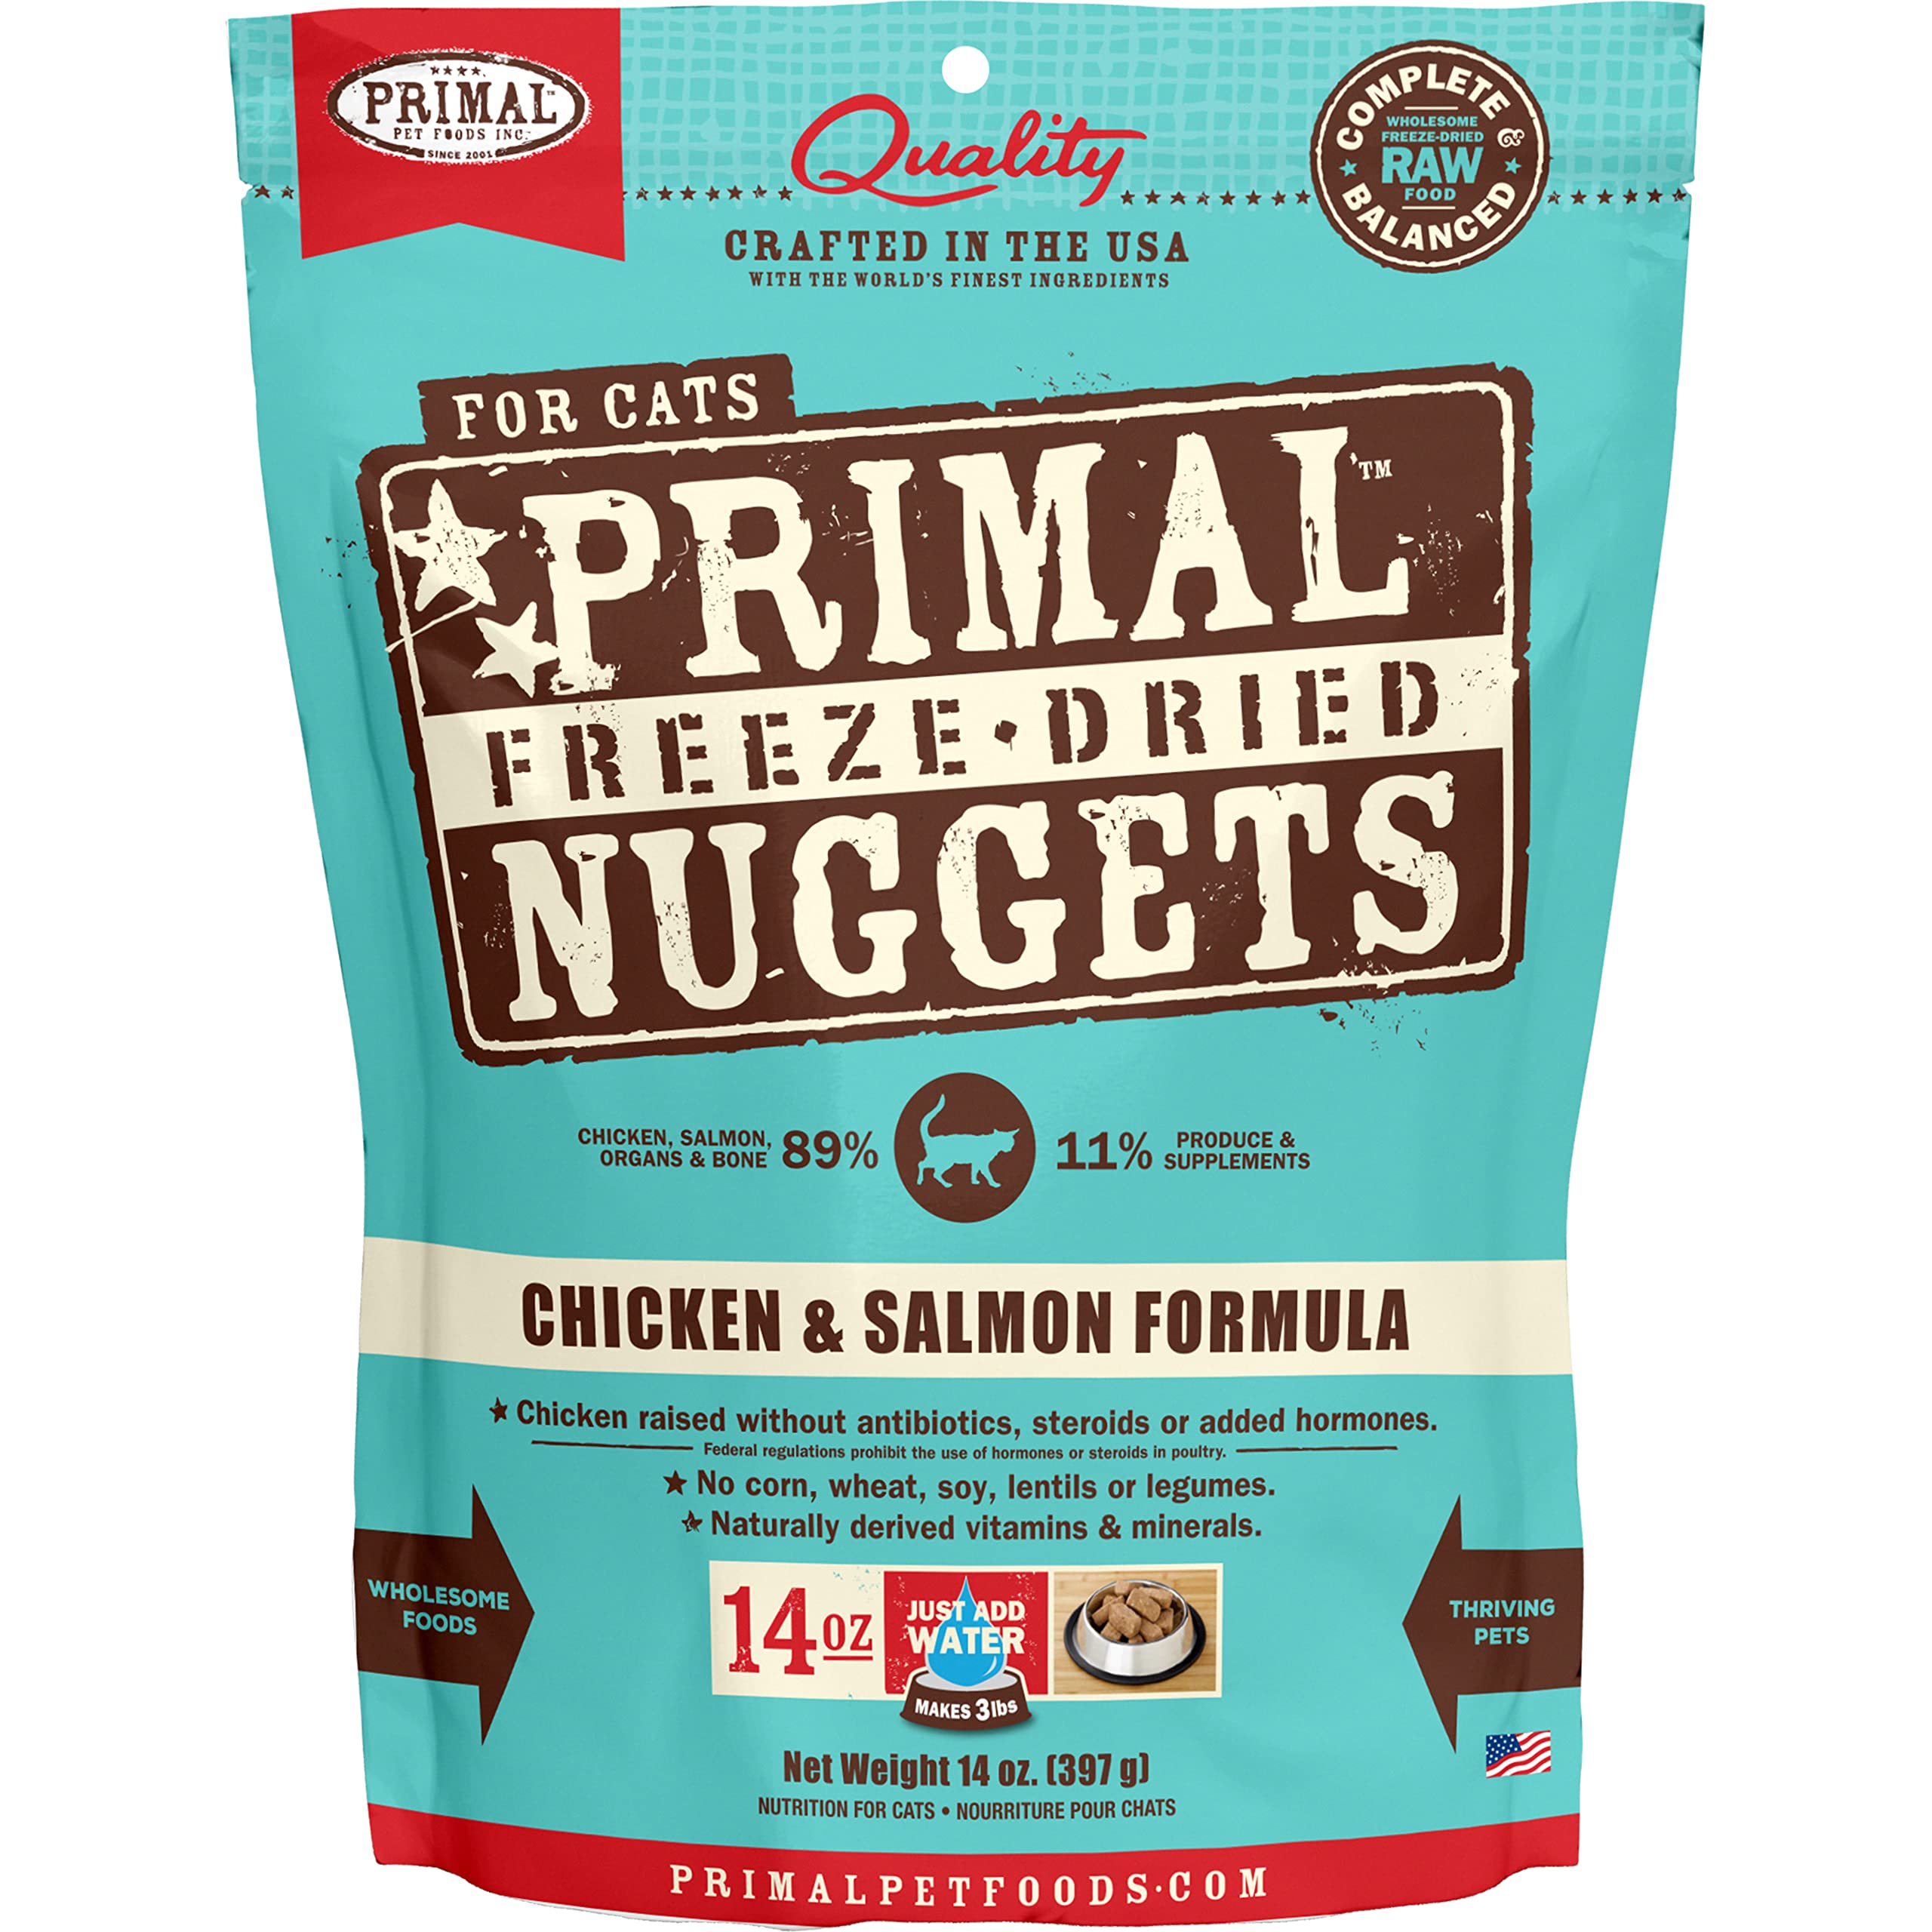 PRIMAL™
PET FOODS INC.
SINCE 2001
Quality
CRAFTED IN THE USA
WITH THE WORLD'S FINEST INGREDIENTS
COMPLETE &
WHOLESOME
FREEZE-DRIED
RAW
FOOD
BALANCED
FOR CATS
PRIMAL™
FREEZE·DRIED
NUGGETS
CHICKEN, SALMON,
ORGANS & BONE
89%
11%
PRODUCE &
SUPPLEMENTS
CHICKEN & SALMON FORMULA
★ Chicken raised without antibiotics, steroids or added hormones.
Federal regulations prohibit the use of hormones or steroids in poultry.
★ No corn, wheat, soy, lentils or legumes.
★ Naturally derived vitamins & minerals.
WHOLESOME
FOODS
14 OZ
JUST ADD
WATER
MAKES 3lbs
THRIVING
PETS
Net Weight 14 oz. (397 g)
NUTRITION FOR CATS • NOURRITURE POUR CHATS
PRIMALPETFOODS.COM